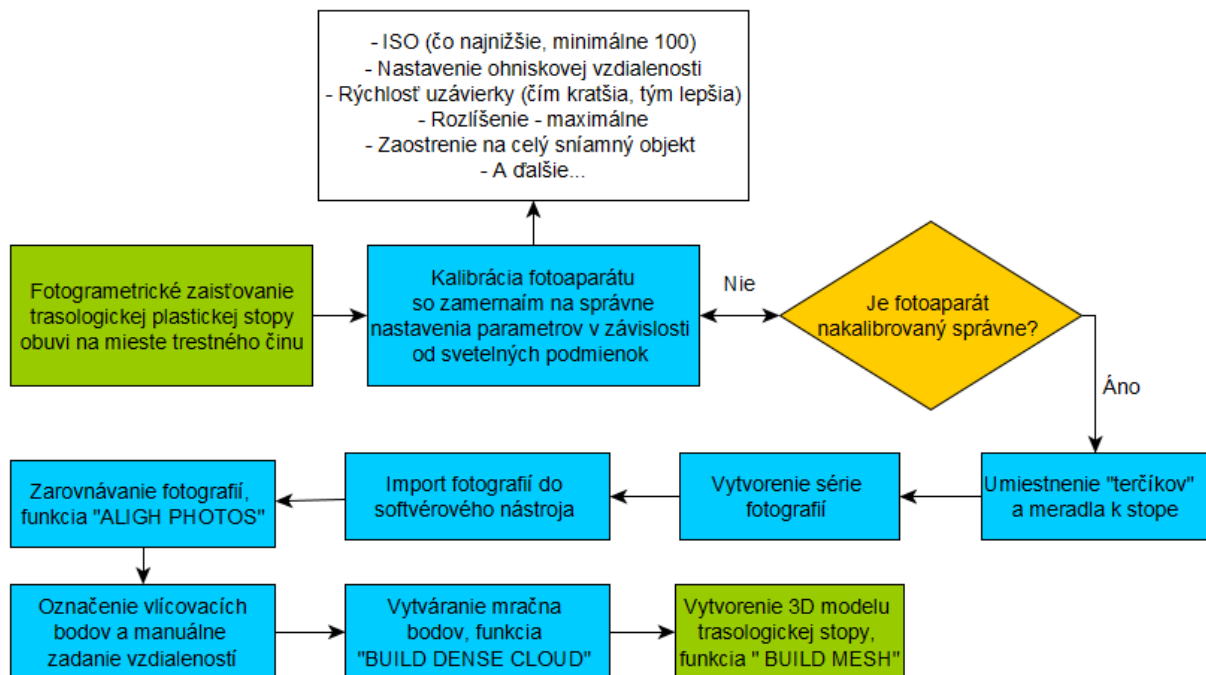 - ISO (čo najnižšie, minimálne 100)
- Nastavenie ohniskovej vzdialenosti
- Rýchlosť uzávierky (čím kratšia, tým lepšia)
- Rozlíšenie - maximálne
- Zaostrenie na celý sníamný objekt
- A ďalšie...
Fotogrametrické zaisťovanie
trasologickej plastickej stopy
obuvi na mieste trestného činu
Kalibrácia fotoaparátu
so zamernaím na správne
nastavenia parametrov v závislosti
od svetelných podmienok
Nie
Je fotoaparát
nakalibrovaný správne?
Áno
Umiestnenie "terčíkov"
a meradla k stope
Vytvorenie série
fotografií
Import fotografií do
softvérového nástroja
Zarovnávanie fotografií,
funkcia "ALIGH PHOTOS"
Označenie vlícovacích
bodov a manuálne
zadanie vzdialeností
Vytváranie mračna
bodov, funkcia
"BUILD DENSE CLOUD"
Vytvorenie 3D modelu
trasologickej stopy,
funkcia " BUILD MESH"